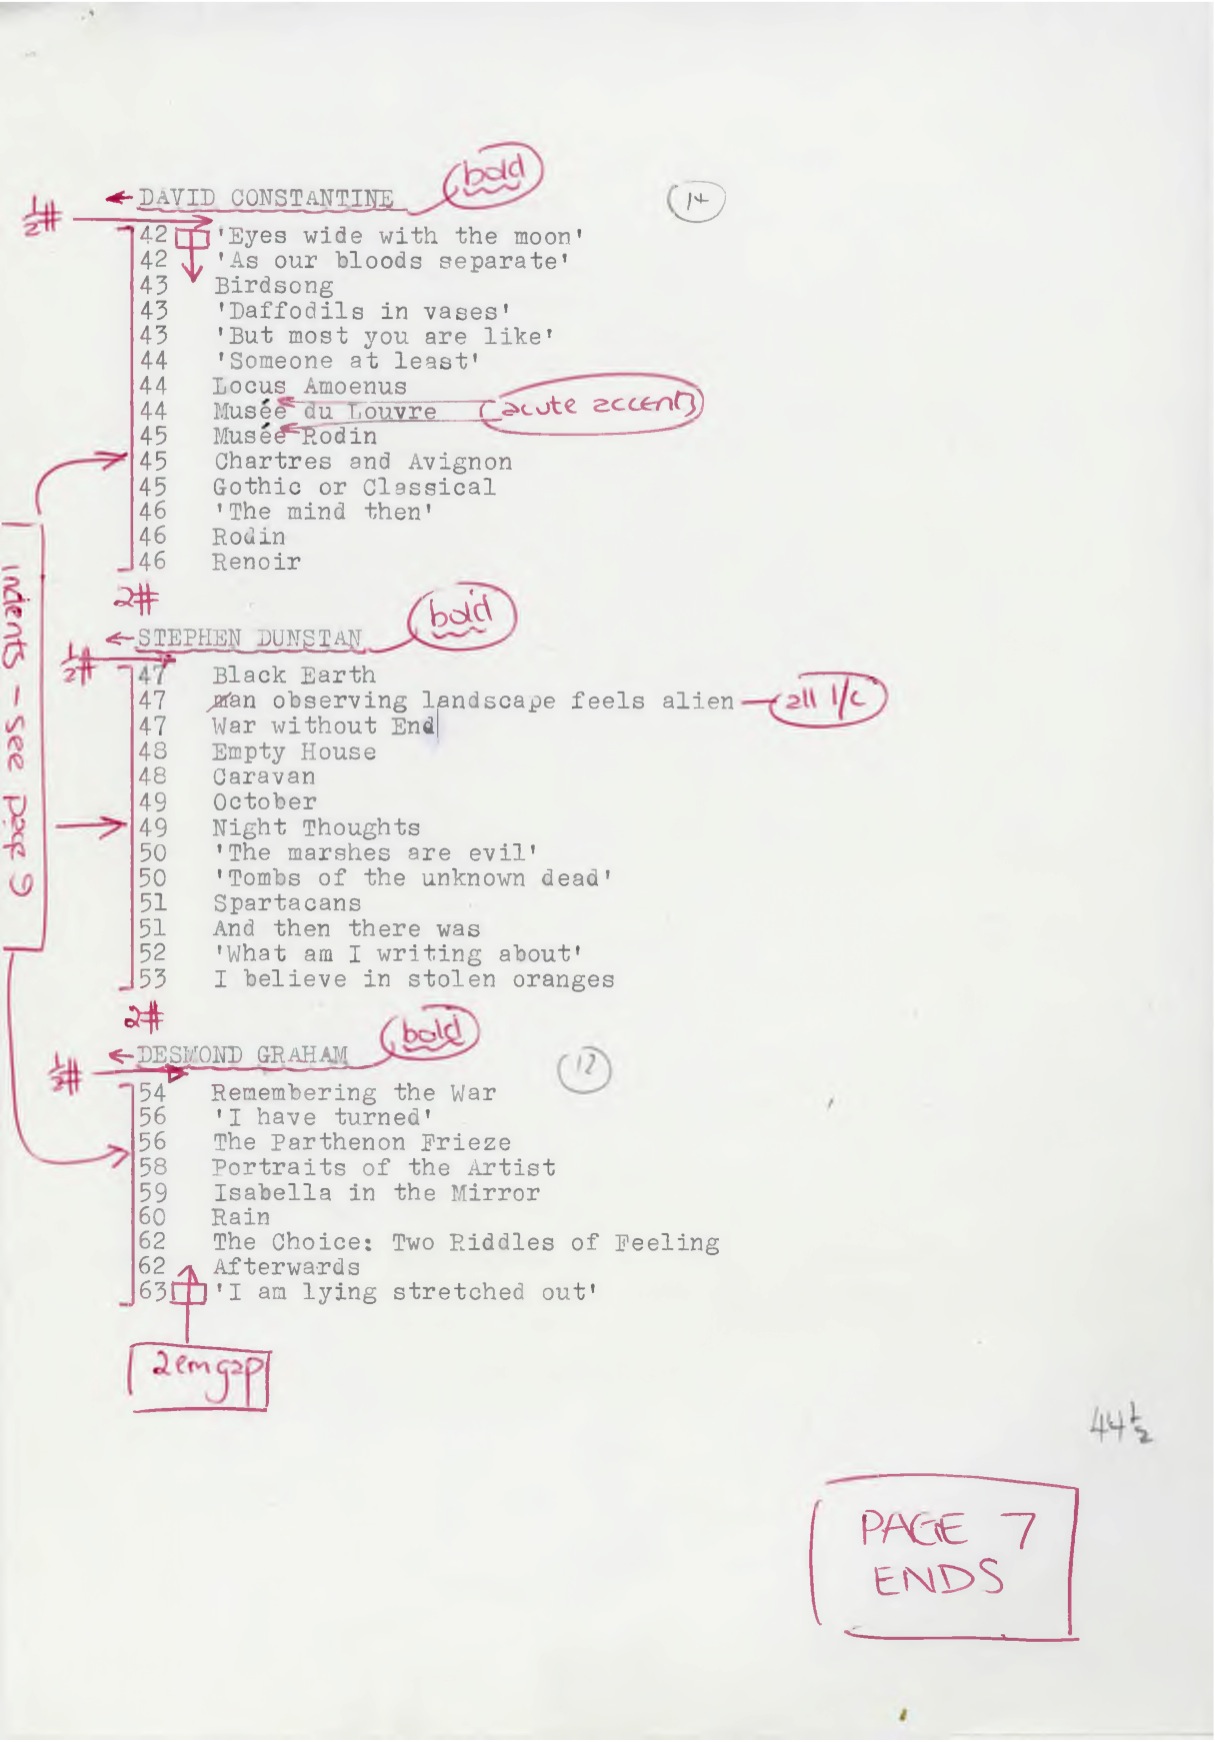 bold
DAVID CONSTANTINE
14
½#
42 'Eyes wide with the moon'
42 'As our bloods separate'
43 Birdsong
43 'Daffodils in vases'
43 'But most you are like'
44 'Someone at least'
44 Locus Amoenus
44 Musée du Louvre
acute accents
45 Musée Rodin
45 Chartres and Avignon
45 Gothic or Classical
46 'The mind then'
46 Rodin
46 Renoir
indents - see page 9
2#
bold
STEPHEN DUNSTAN
½#
47 Black Earth
47 man observing landscape feels alien
all l/c
47 War without End
48 Empty House
48 Caravan
49 October
49 Night Thoughts
50 'The marshes are evil'
50 'Tombs of the unknown dead'
51 Spartacans
51 And then there was
52 'What am I writing about'
53 I believe in stolen oranges
2#
bold
DESMOND GRAHAM
½#
54 Remembering the War
56 'I have turned'
56 The Parthenon Frieze
58 Portraits of the Artist
59 Isabella in the Mirror
60 Rain
62 The Choice: Two Riddles of Feeling
62 Afterwards
63 'I am lying stretched out'
2em gap
44½
PAGE 7
ENDS